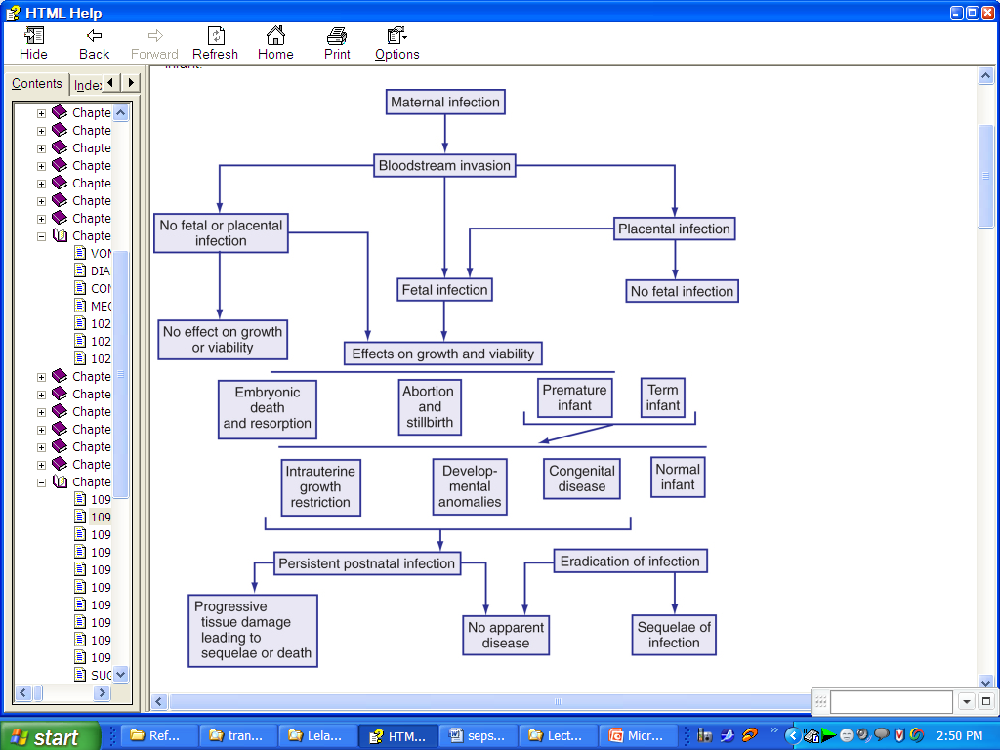 HTML Help
Hide Back Forward Refresh Home Print Options
Contents Index
infant.
Chapte
Chapte
Chapte
Chapte
Chapte
Chapte
Chapte
Chapte
VOM
DIA
CON
MEC
102
102
102
Chapte
Chapte
Chapte
Chapte
Chapte
Chapte
Chapte
109
109
109
109
109
109
109
109
109
109
SUG
Maternal infection
Bloodstream invasion
No fetal or placental
infection
Placental infection
Fetal infection
No fetal infection
No effect on growth
or viability
Effects on growth and viability
Embryonic
death
and resorption
Abortion
and
stillbirth
Premature
infant
Term
infant
Intrauterine
growth
restriction
Develop-
mental
anomalies
Congenital
disease
Normal
infant
Persistent postnatal infection
Eradication of infection
Progressive
tissue damage
leading to
sequelae or death
No apparent
disease
Sequelae of
infection
start
Ref...
tran...
Lela...
HTM...
seps...
Lect...
Micr...
2:50 PM